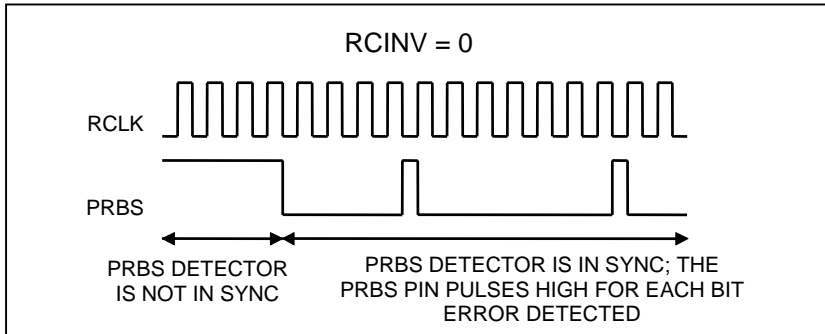 RCINV = 0
RCLK
PRBS
PRBS DETECTOR
IS NOT IN SYNC
PRBS DETECTOR IS IN SYNC; THE
PRBS PIN PULSES HIGH FOR EACH BIT
ERROR DETECTED